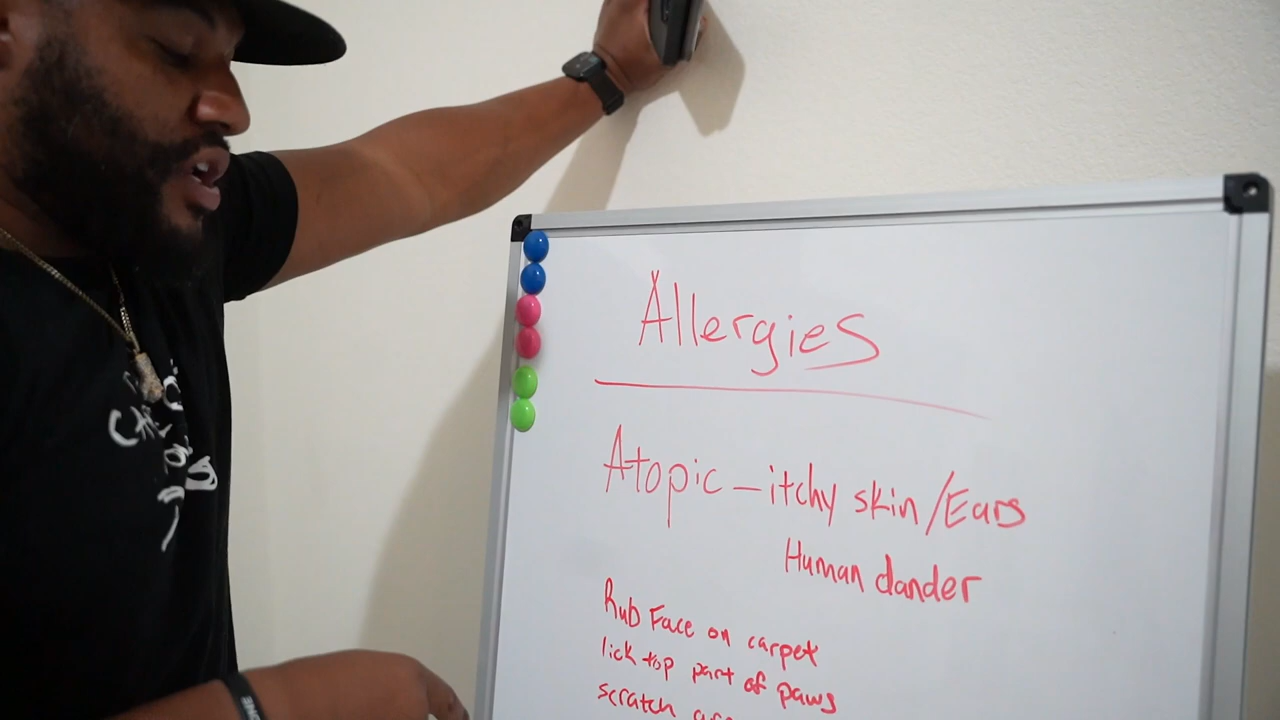 Allergies
Atopic – itchy skin/Ears
Human dander
Rub Face on carpet
lick top part of paws
scratch